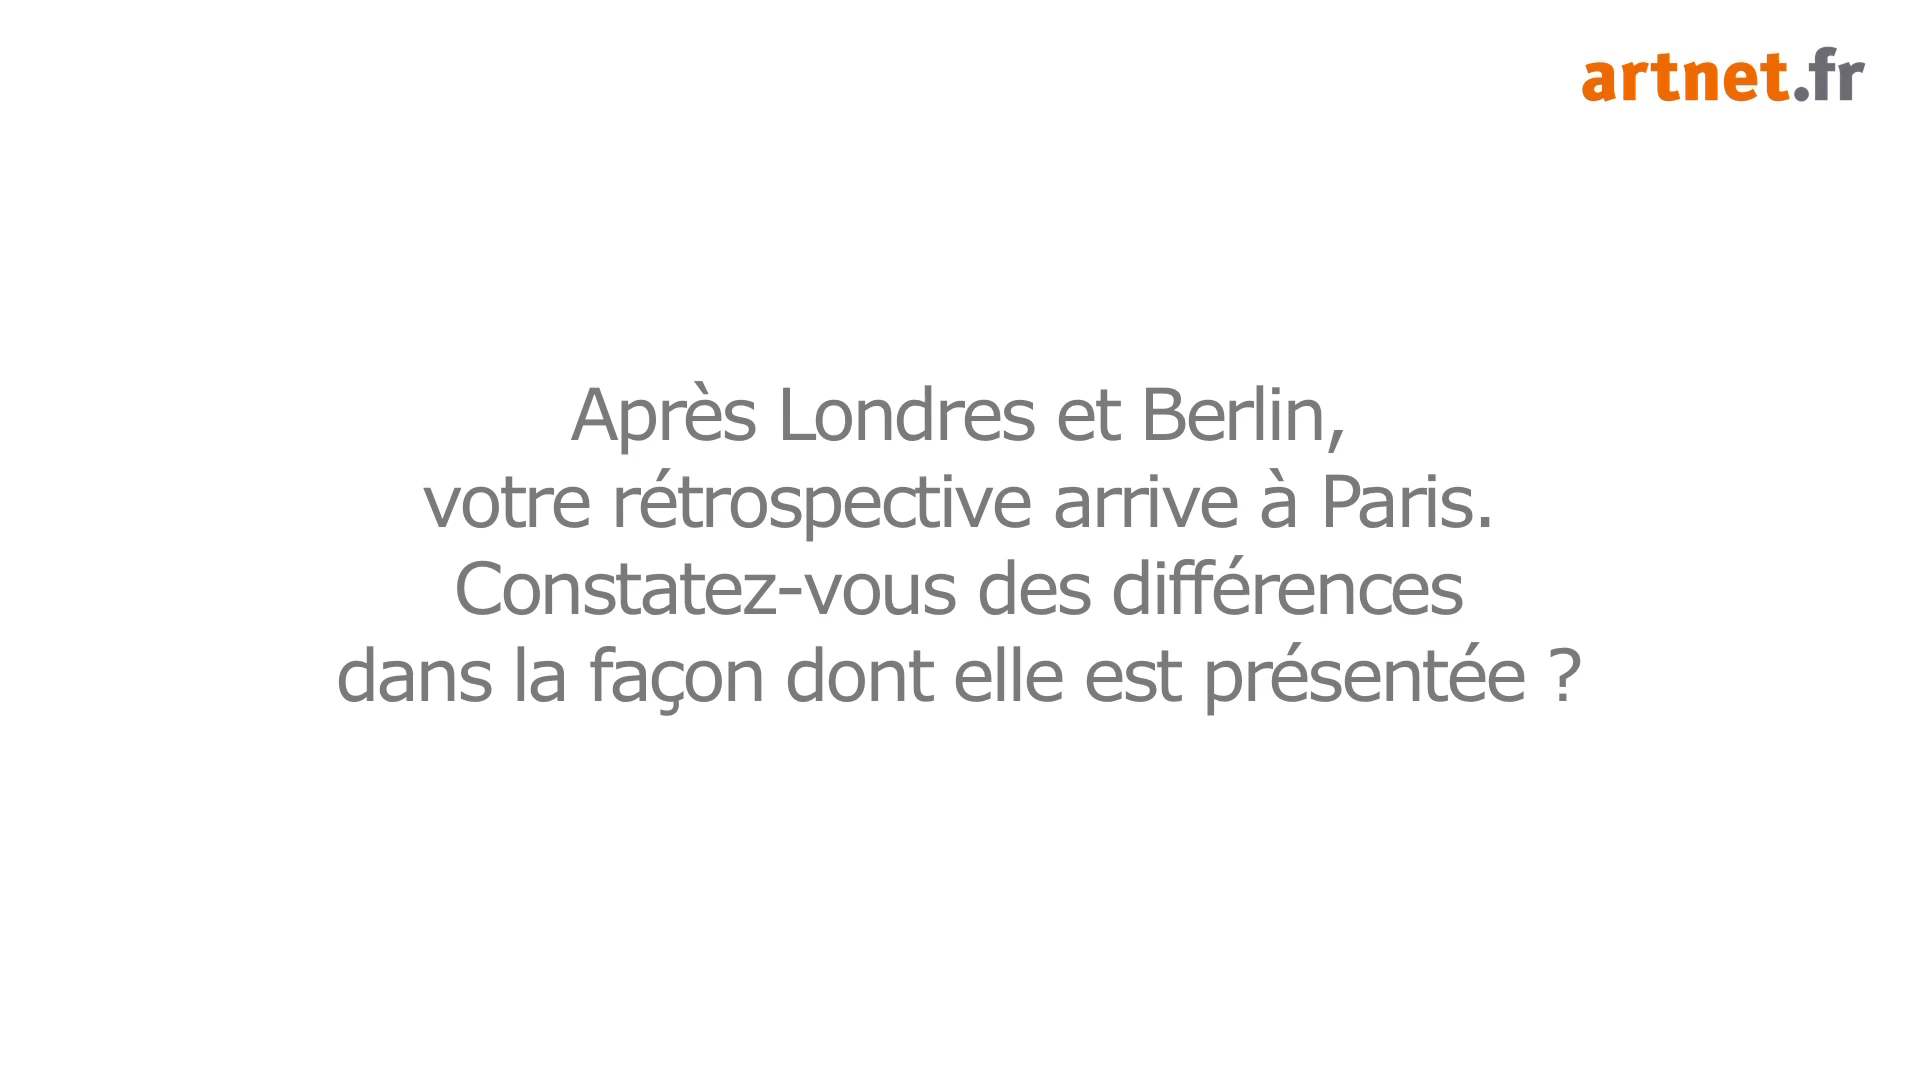 artnet.fr
Après Londres et Berlin,
votre rétrospective arrive à Paris.
Constatez-vous des différences
dans la façon dont elle est présentée ?